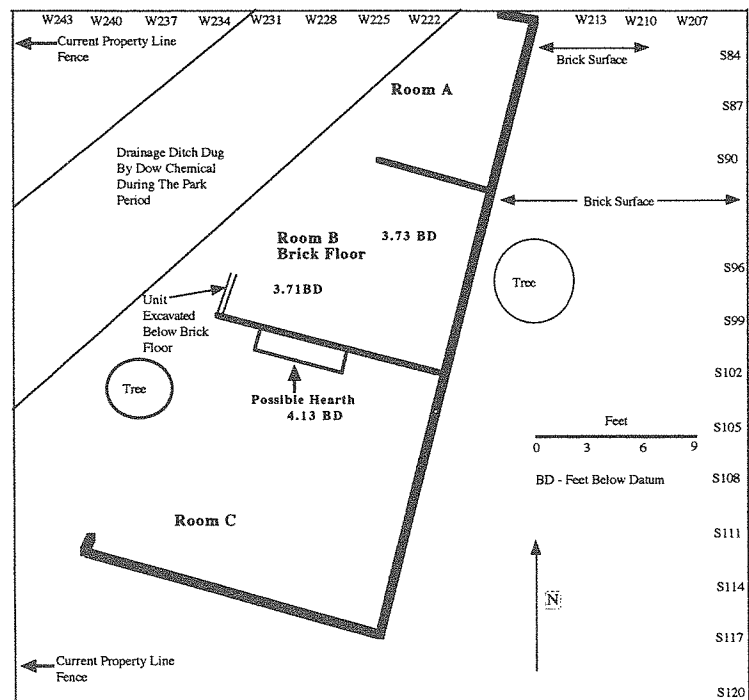 W243 W240 W237 W234 W231 W228 W225 W222 W213 W210 W207
Current Property Line
Fence
Brick Surface
S84
Room A
S87
Drainage Ditch Dug
By Dow Chemical
During The Park
Period
S90
Brick Surface
Room B
Brick Floor
3.73 BD
3.71BD
Tree
S96
Unit
Excavated
Below Brick
Floor
S99
Tree
S102
Possible Hearth
4.13 BD
S105
Feet
0 3 6 9
BD - Feet Below Datum
S108
Room C
S111
S114
N
S117
Current Property Line
Fence
S120